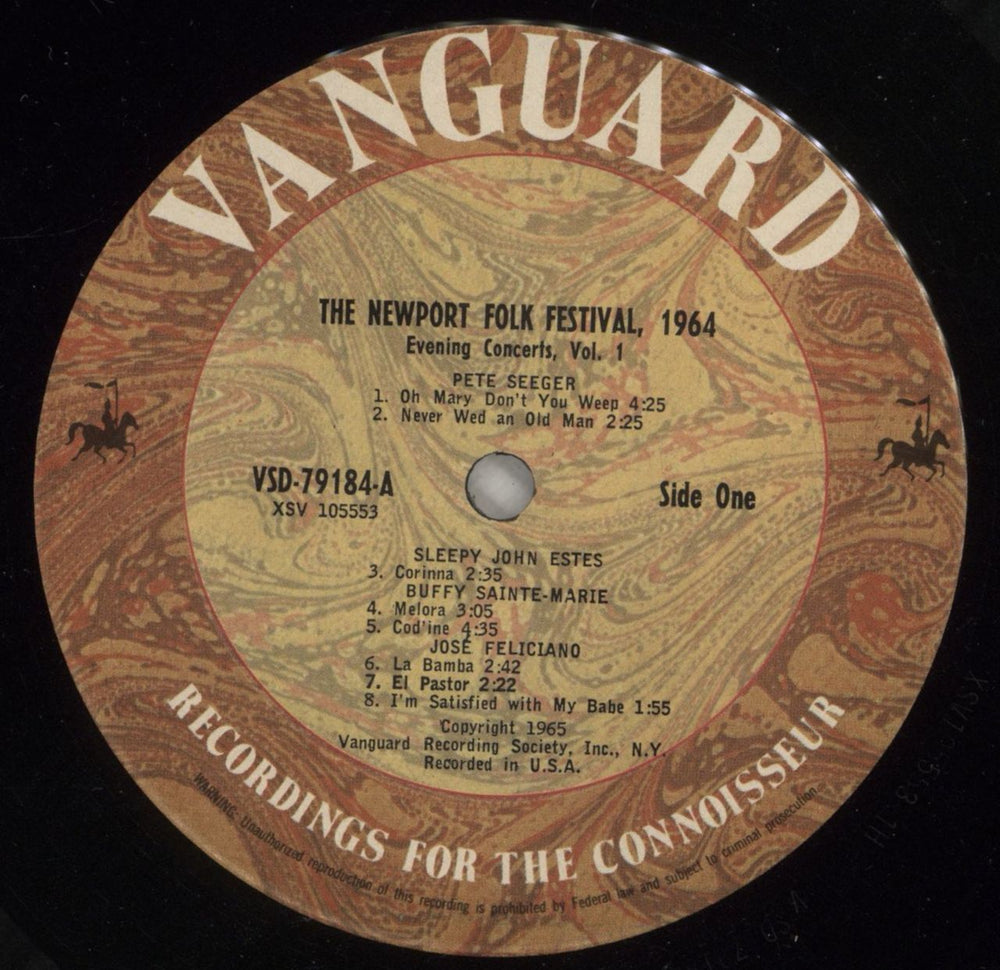 VANGUARD
THE NEWPORT FOLK FESTIVAL, 1964
Evening Concerts, Vol. 1
PETE SEEGER
1. Oh Mary Don't You Weep 4:25
2. Never Wed an Old Man 2:25
VSD-79184-A
XSV 105553
Side One
SLEEPY JOHN ESTES
3. Corinna 2:35
BUFFY SAINTE-MARIE
4. Melora 3:05
5. Cod'ine 4:35
JOSÉ FELICIANO
6. La Bamba 2:42
7. El Pastor 2:22
8. I'm Satisfied with My Babe 1:55
Copyright 1965
Vanguard Recording Society, Inc., N.Y.
Recorded in U.S.A.
RECORDINGS FOR THE CONNOISSEUR
WARNING: Unauthorized reproduction of this recording is prohibited by Federal law and subject to criminal prosecution.